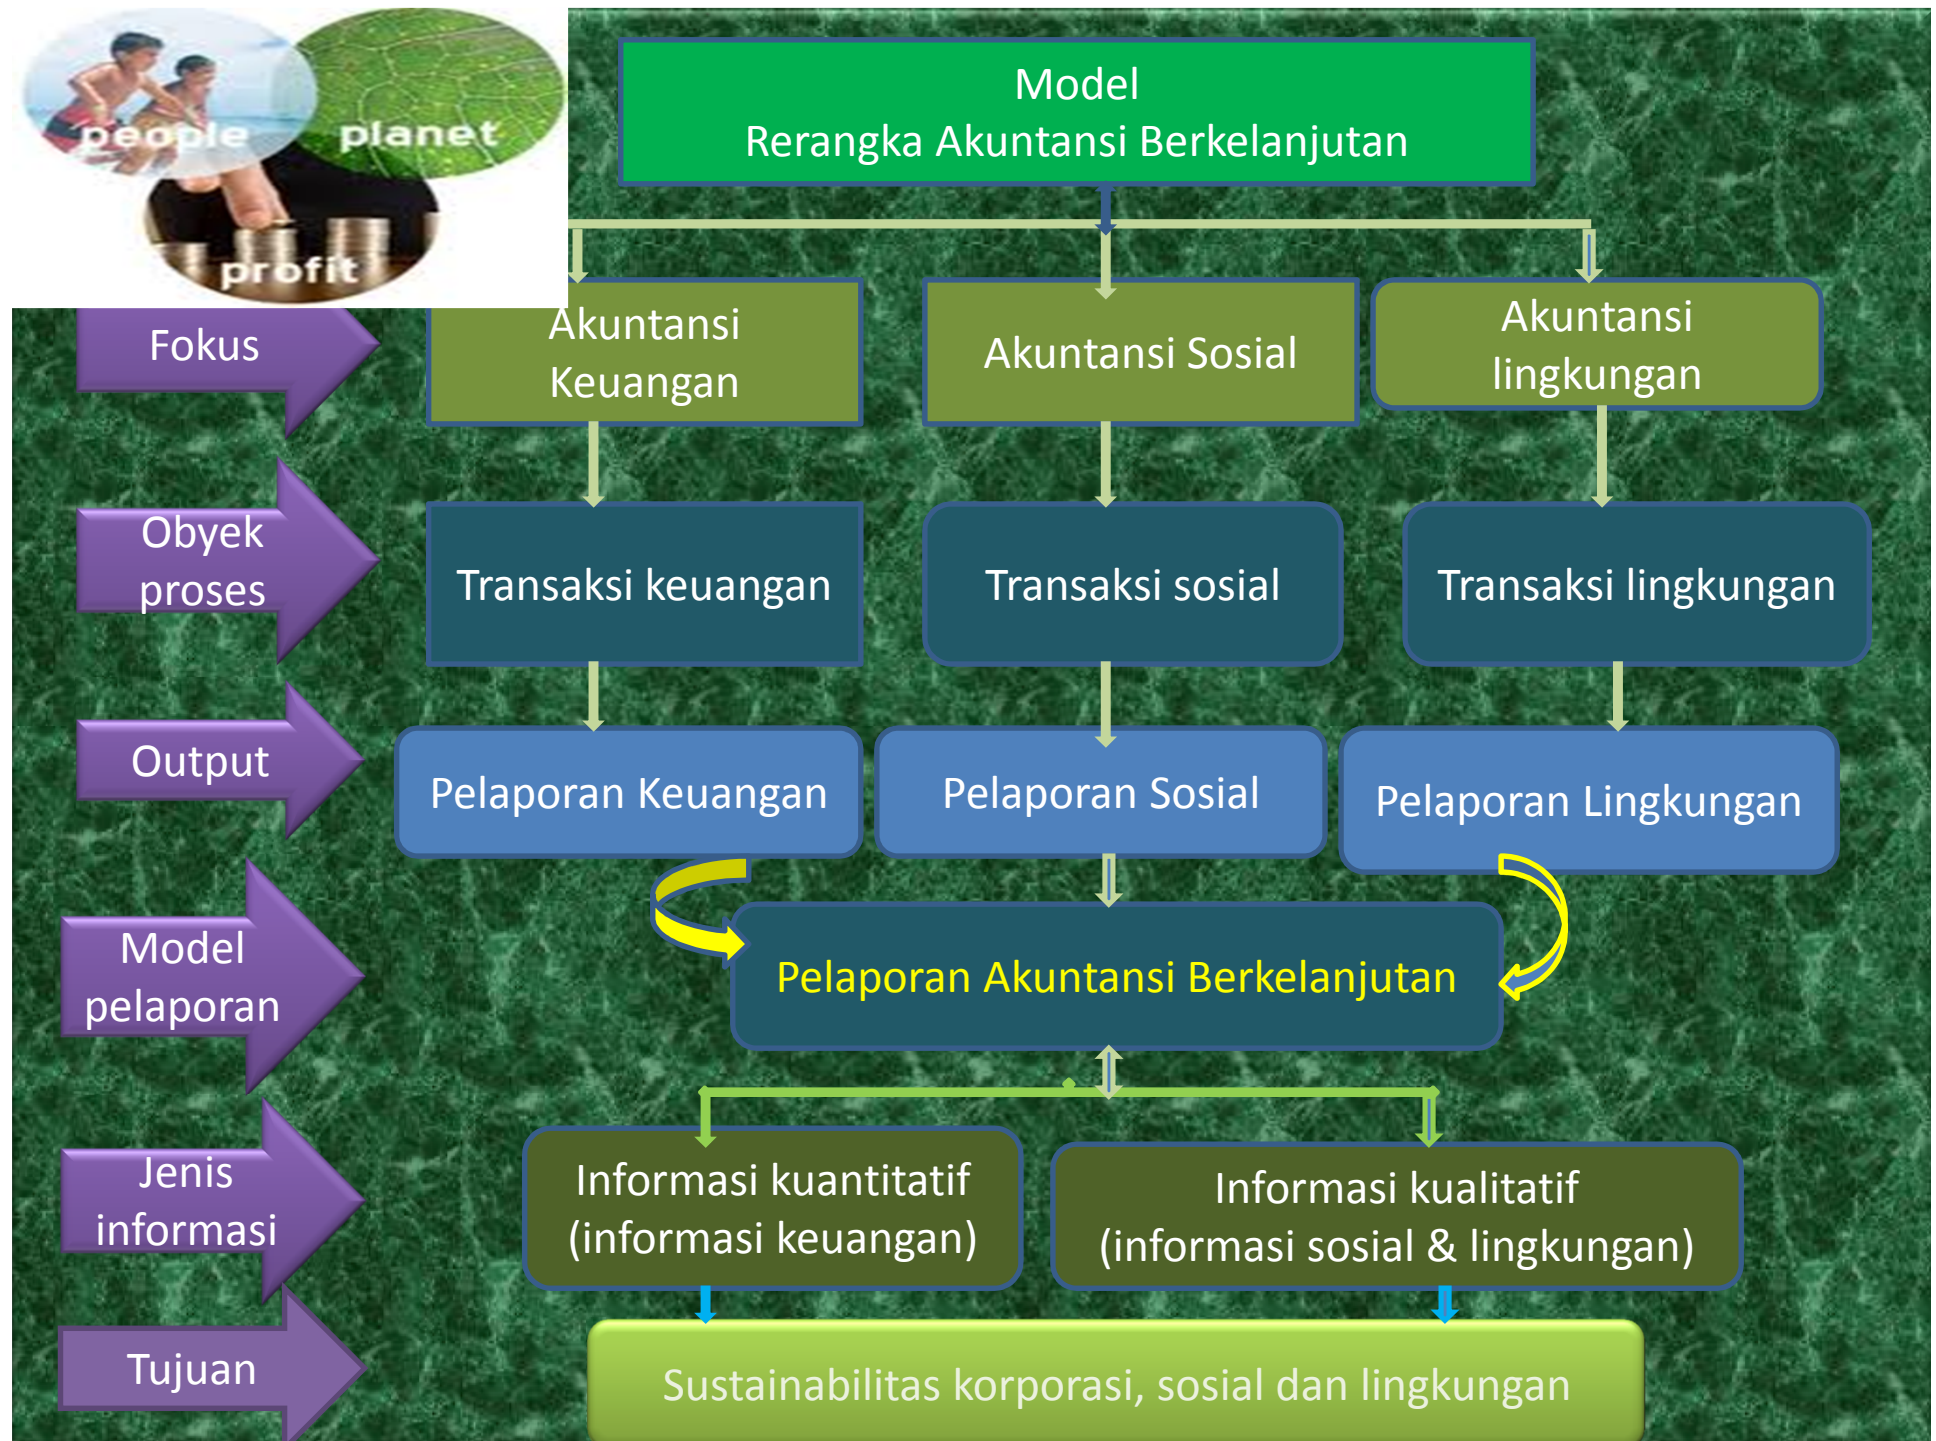 people
planet
profit
Model
Rerangka Akuntansi Berkelanjutan
Fokus
Akuntansi
Keuangan
Akuntansi Sosial
Akuntansi
lingkungan
Obyek
proses
Transaksi keuangan
Transaksi sosial
Transaksi lingkungan
Output
Pelaporan Keuangan
Pelaporan Sosial
Pelaporan Lingkungan
Model
pelaporan
Pelaporan Akuntansi Berkelanjutan
Jenis
informasi
Informasi kuantitatif
(informasi keuangan)
Informasi kualitatif
(informasi sosial & lingkungan)
Tujuan
Sustainabilitas korporasi, sosial dan lingkungan